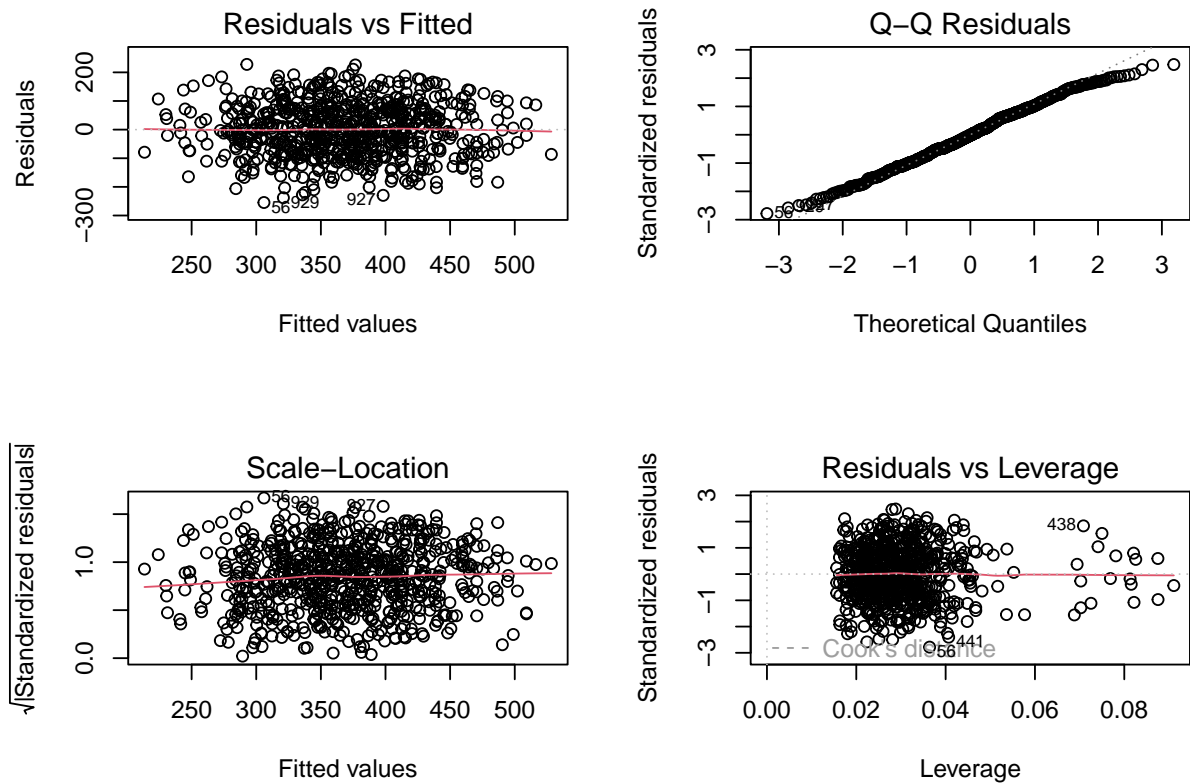 Residuals vs Fitted
Residuals
200
0
−300
56
929
927
250 300 350 400 450 500
Fitted values
Q−Q Residuals
Standardized residuals
3
1
−1
−3
56
−3 −2 −1 0 1 2 3
Theoretical Quantiles
Scale−Location
√|Standardized residuals|
1.0
0.0
56
929
927
250 300 350 400 450 500
Fitted values
Residuals vs Leverage
Standardized residuals
3
1
−1
−3
438
441
56
Cook's distance
0.00 0.02 0.04 0.06 0.08
Leverage